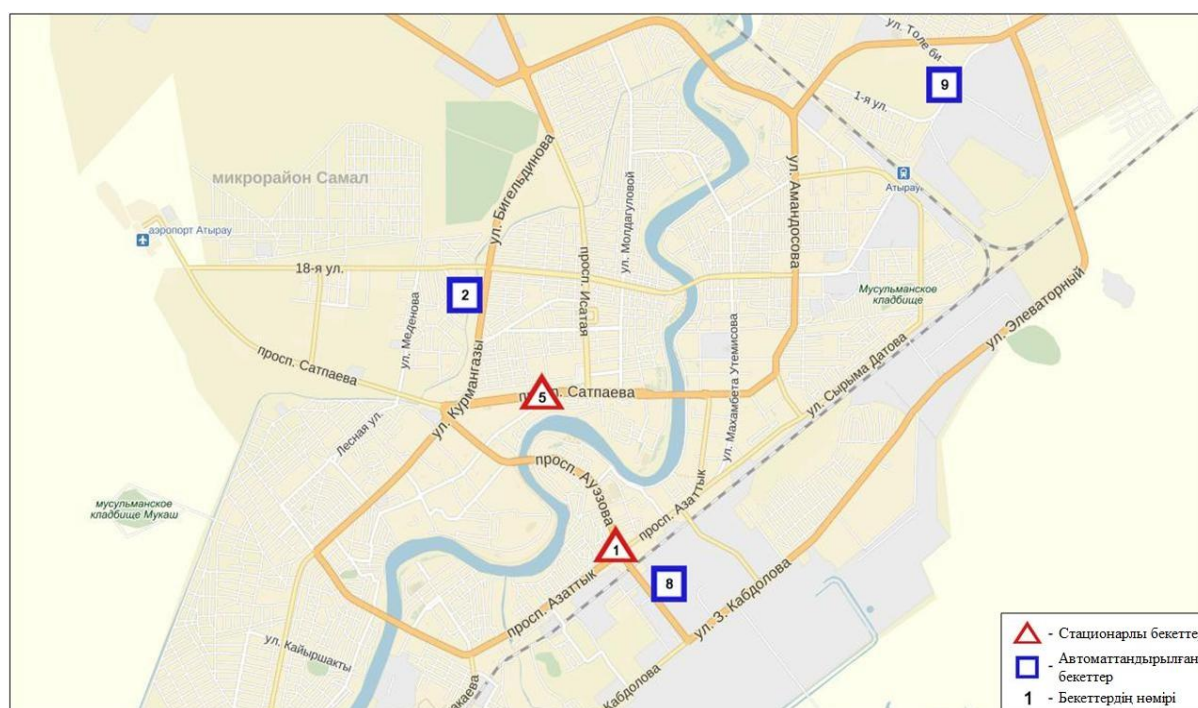 ул. Толе би
9
1-я ул.
Атырау
ул. Бигельдинова
микрорайон Самал
ул. Молдагуловой
ул. Амандосова
аэропорт Атырау
18-я ул.
просп. Исатая
2
Мусульманское
кладбище
ул. Элеваторный
ул. Меденова
ул. Курмангазы
ул. Махамбета Утемисова
просп. Сатпаева
ул. Сырыма Датова
5
Сатпаева
Лесная ул.
просп. Ауэзова
просп. Азаттык
мусульманское
кладбище Мукаш
1
8
просп. Азаттык
ул. З. Кабдолова
ул. Кайыршакты
Кабдолова
- Стационарлы бекетте
- Автоматтандырылған
бекеттер
1 - Бекеттердің нөмірі